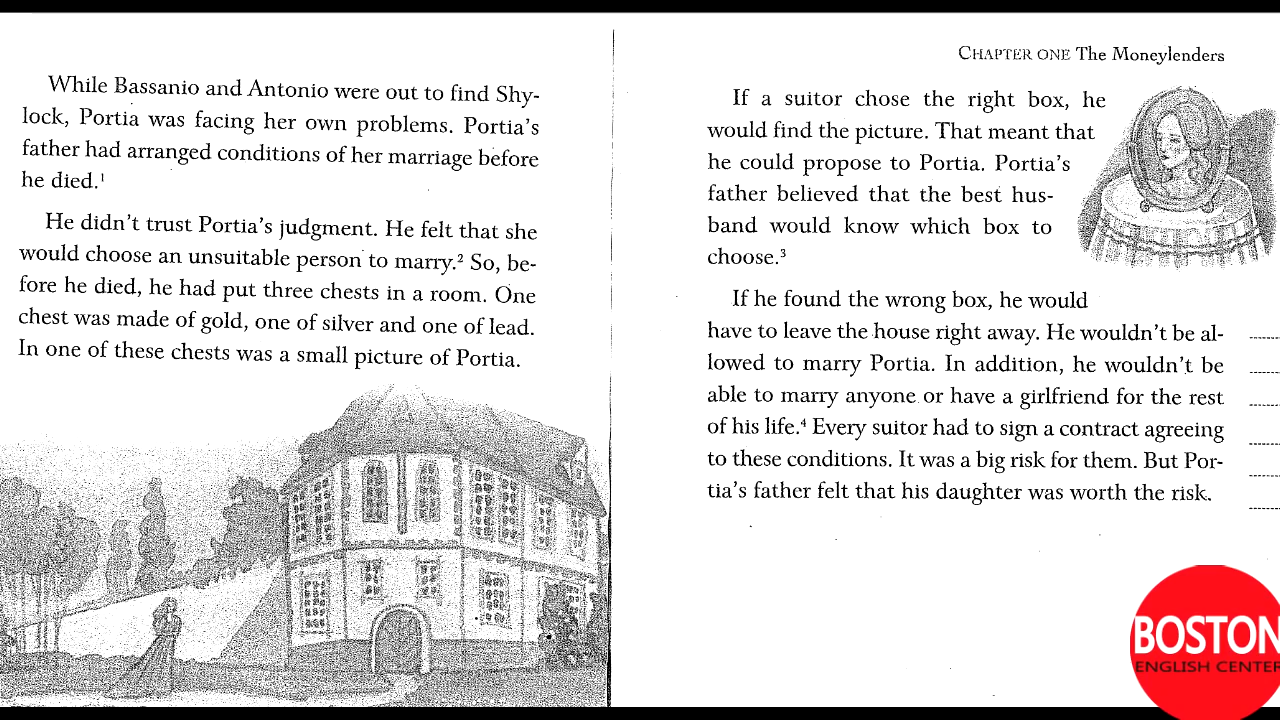 While Bassanio and Antonio were out to find Shy-
lock, Portia was facing her own problems. Portia's
father had arranged conditions of her marriage before
he died.¹
He didn't trust Portia's judgment. He felt that she
would choose an unsuitable person to marry.² So, be-
fore he died, he had put three chests in a room. One
chest was made of gold, one of silver and one of lead.
In one of these chests was a small picture of Portia.
CHAPTER ONE The Moneylenders
If a suitor chose the right box, he
would find the picture. That meant that
he could propose to Portia. Portia's
father believed that the best hus-
band would know which box to
choose.³
If he found the wrong box, he would
have to leave the house right away. He wouldn't be al-
lowed to marry Portia. In addition, he wouldn't be
able to marry anyone or have a girlfriend for the rest
of his life.⁴ Every suitor had to sign a contract agreeing
to these conditions. It was a big risk for them. But Por-
tia's father felt that his daughter was worth the risk.
BOSTON
ENGLISH CENTER